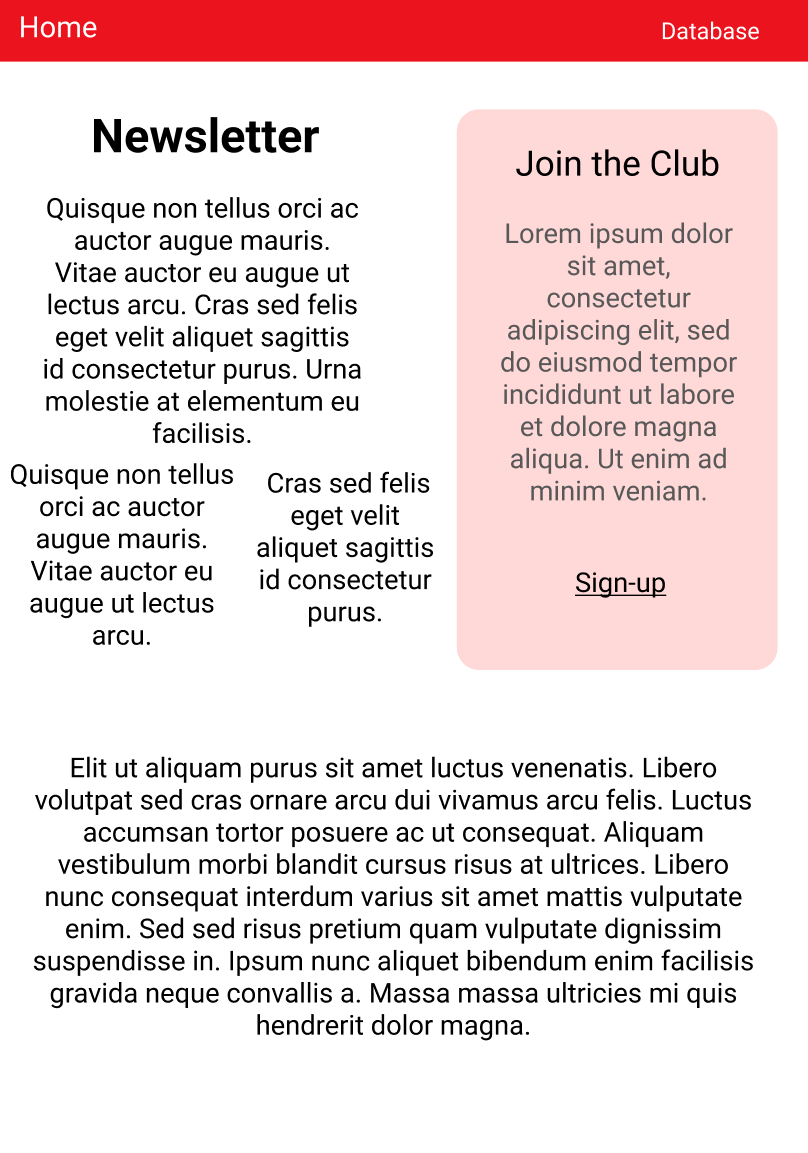 Home
Database
Newsletter
Quisque non tellus orci ac
auctor augue mauris.
Vitae auctor eu augue ut
lectus arcu. Cras sed felis
eget velit aliquet sagittis
id consectetur purus. Urna
molestie at elementum eu
facilisis.
Quisque non tellus
orci ac auctor
augue mauris.
Vitae auctor eu
augue ut lectus
arcu.
Cras sed felis
eget velit
aliquet sagittis
id consectetur
purus.
Join the Club
Lorem ipsum dolor
sit amet,
consectetur
adipiscing elit, sed
do eiusmod tempor
incididunt ut labore
et dolore magna
aliqua. Ut enim ad
minim veniam.
Sign-up
Elit ut aliquam purus sit amet luctus venenatis. Libero
volutpat sed cras ornare arcu dui vivamus arcu felis. Luctus
accumsan tortor posuere ac ut consequat. Aliquam
vestibulum morbi blandit cursus risus at ultrices. Libero
nunc consequat interdum varius sit amet mattis vulputate
enim. Sed sed risus pretium quam vulputate dignissim
suspendisse in. Ipsum nunc aliquet bibendum enim facilisis
gravida neque convallis a. Massa massa ultricies mi quis
hendrerit dolor magna.